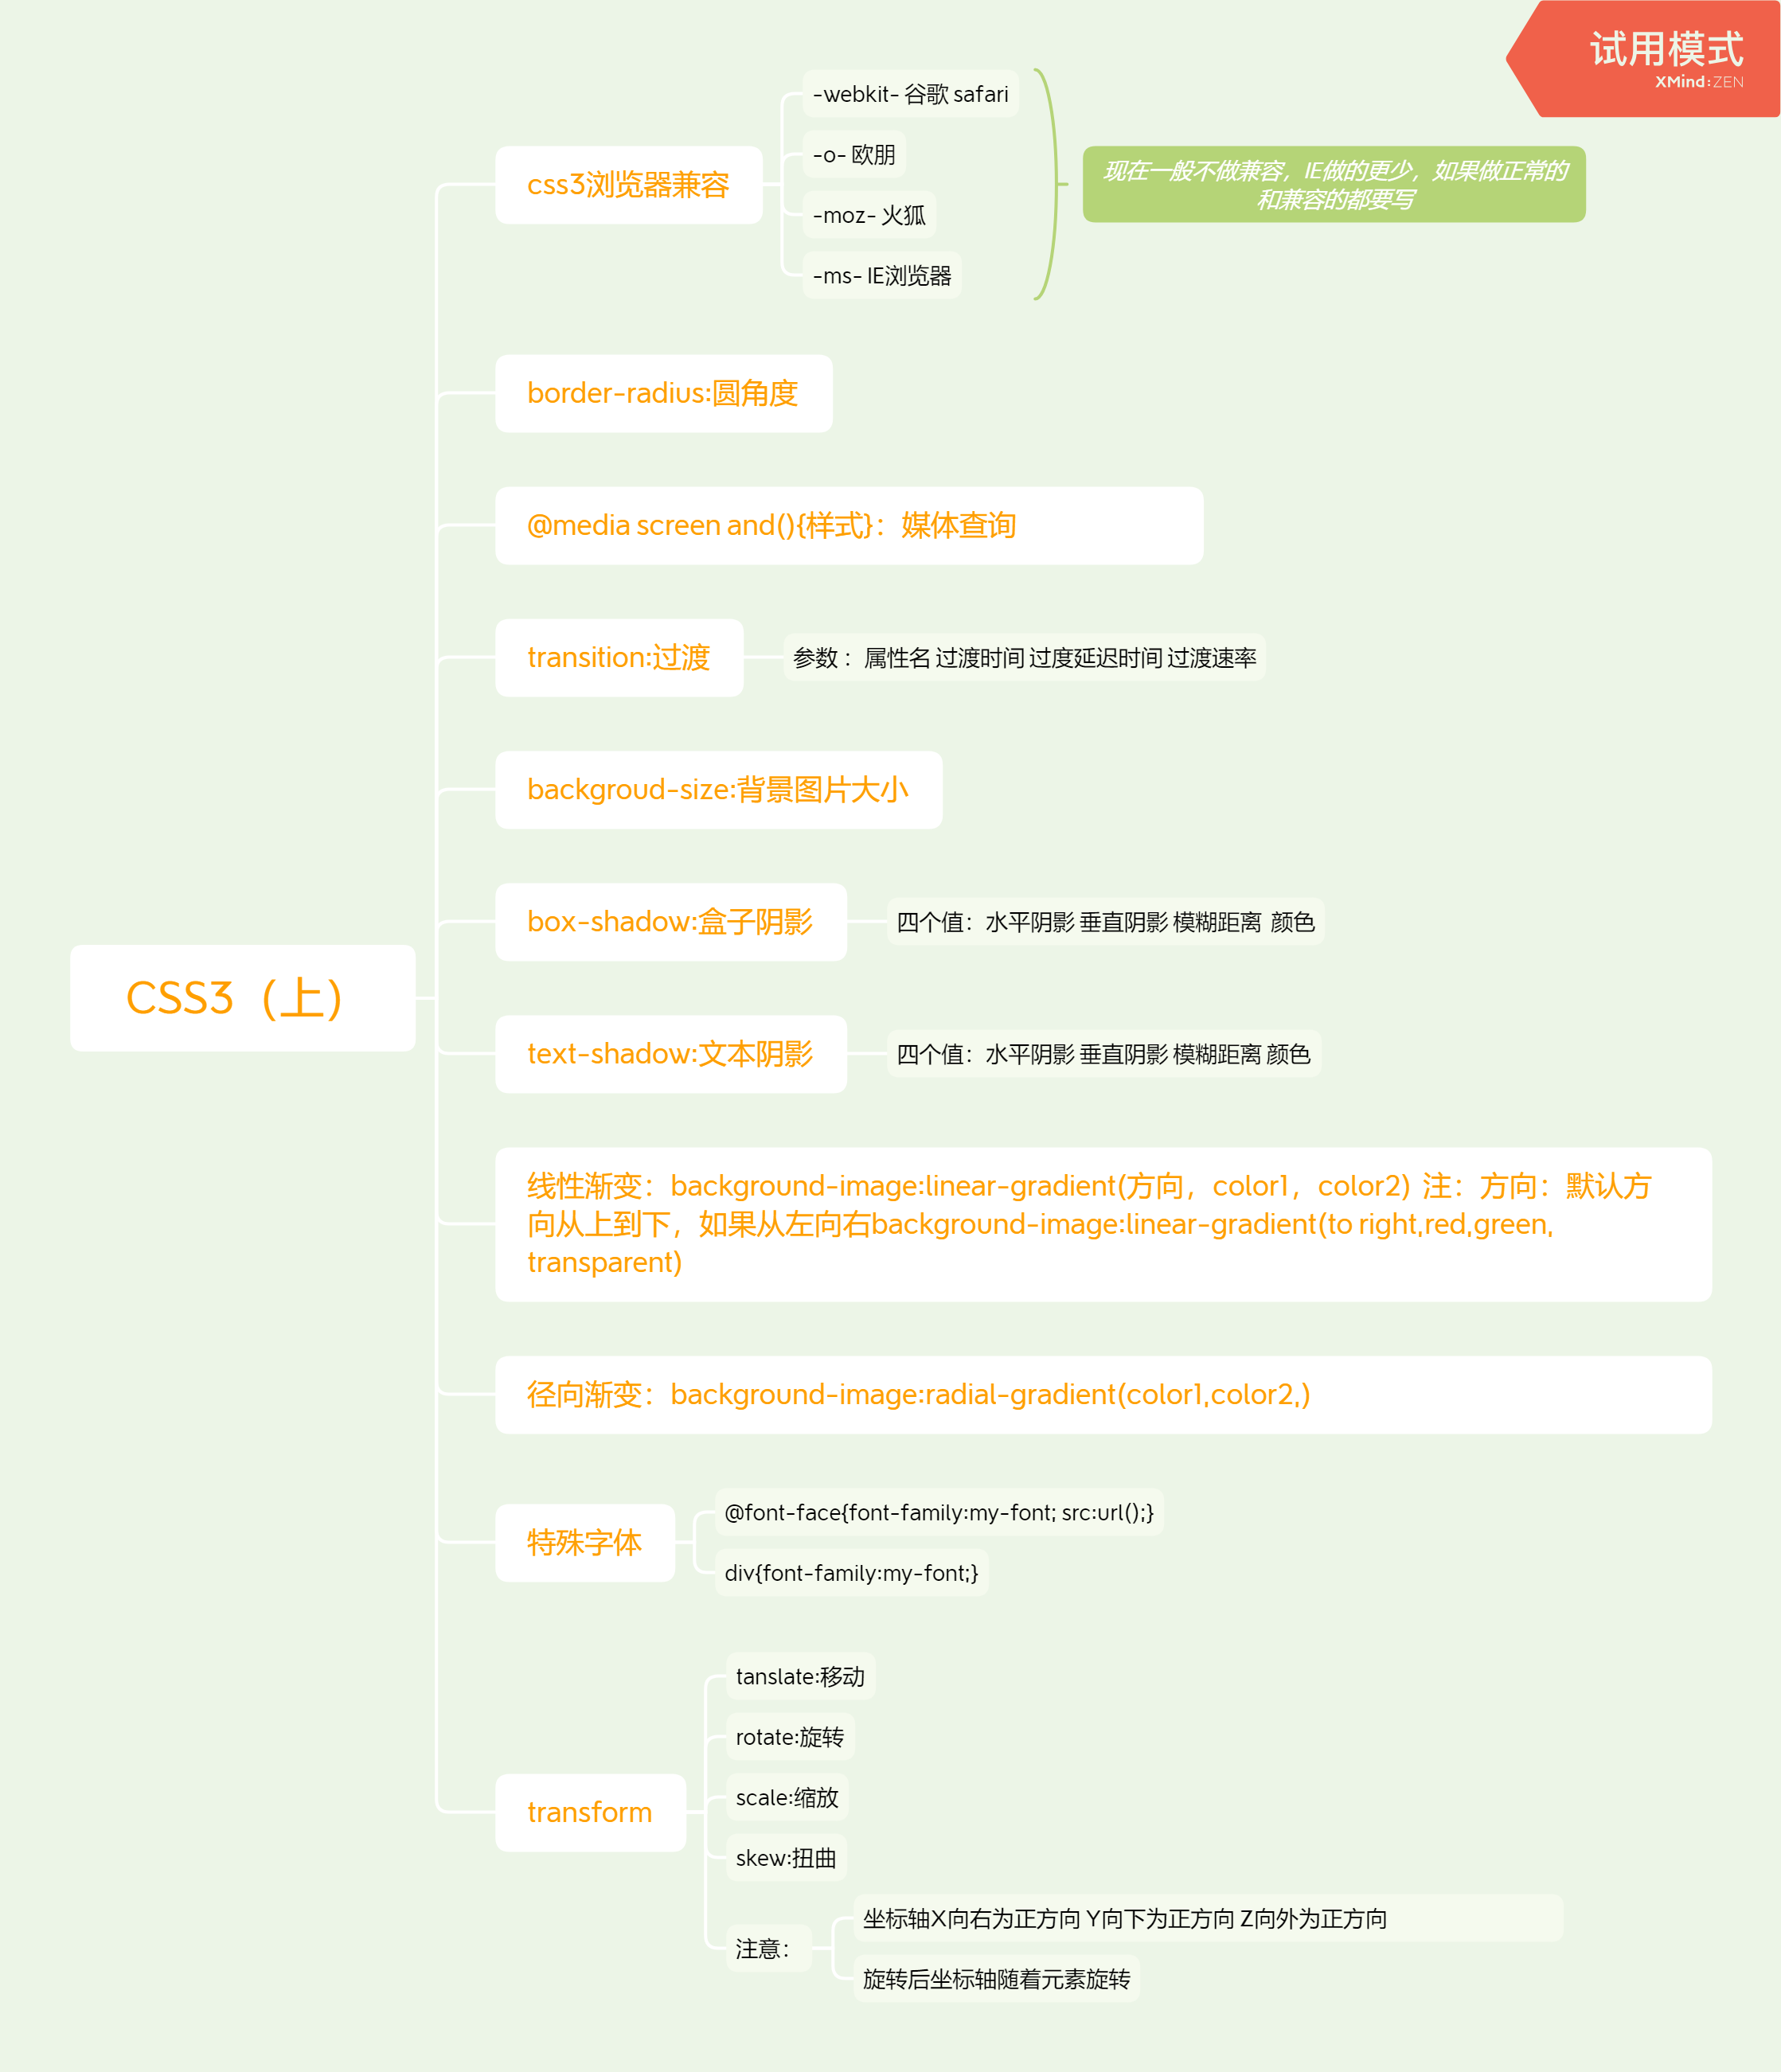 试用模式
XMind:ZEN
CSS3（上）
css3浏览器兼容
-webkit- 谷歌 safari
-o- 欧朋
-moz- 火狐
-ms- IE浏览器
现在一般不做兼容，IE做的更少，如果做正常的
和兼容的都要写
border-radius:圆角度
@media screen and(){样式}：媒体查询
transition:过渡
参数 ：属性名 过渡时间 过度延迟时间 过渡速率
backgroud-size:背景图片大小
box-shadow:盒子阴影
四个值：水平阴影 垂直阴影 模糊距离  颜色
text-shadow:文本阴影
四个值：水平阴影 垂直阴影 模糊距离 颜色
线性渐变：background-image:linear-gradient(方向，color1，color2）注：方向：默认方
向从上到下，如果从左向右background-image:linear-gradient(to right,red,green,
transparent)
径向渐变：background-image:radial-gradient(color1,color2,)
特殊字体
@font-face{font-family:my-font; src:url();}
div{font-family:my-font;}
transform
tanslate:移动
rotate:旋转
scale:缩放
skew:扭曲
注意：
坐标轴X向右为正方向 Y向下为正方向 Z向外为正方向
旋转后坐标轴随着元素旋转